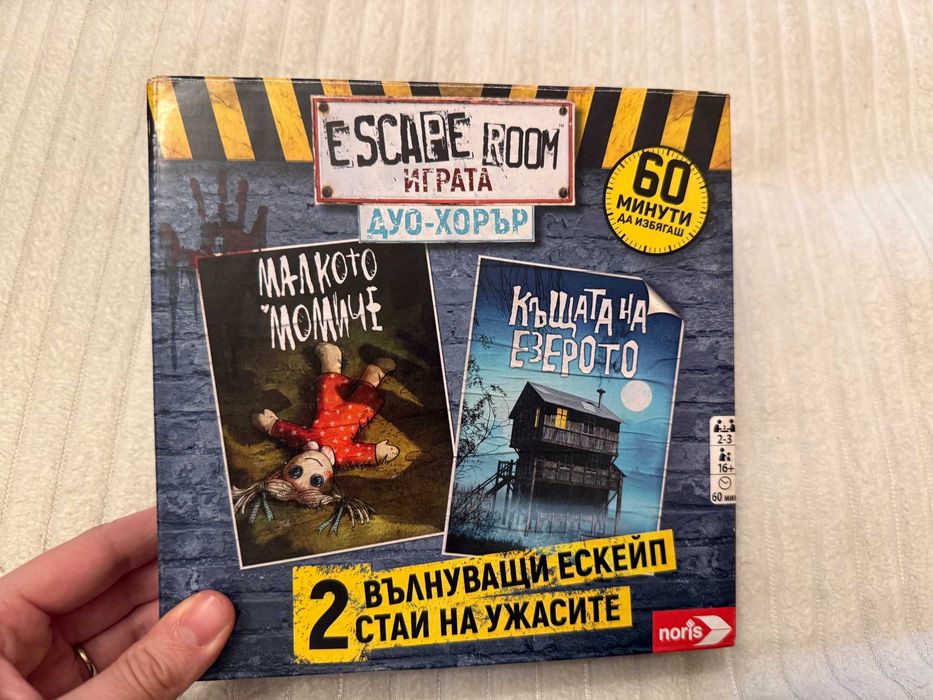 ESCAPE ROOM
ИГРАТА
ДУО-ХОРЪР
60
МИНУТИ
ДА ИЗБЯГАШ
МАЛКОТО
МОМИЧЕ
КЪЩАТА НА
ЕЗЕРОТО
2-3
16+
60 мин
2 ВЪЛНУВАЩИ ЕСКЕЙП
СТАИ НА УЖАСИТЕ
noris